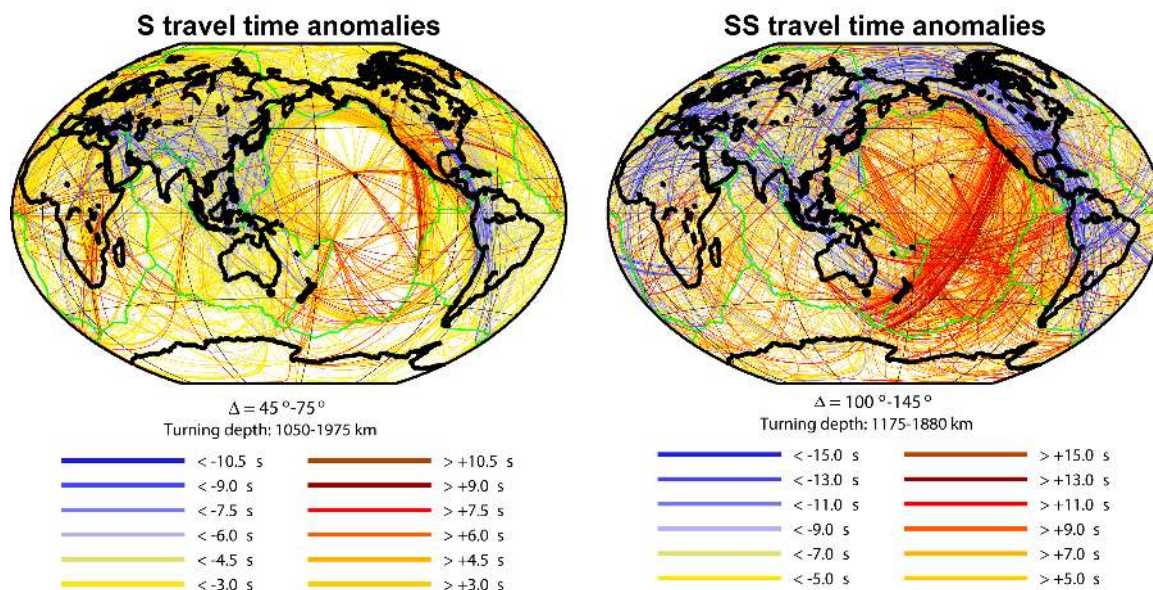 S travel time anomalies
Δ = 45 º-75 º
Turning depth: 1050-1975 km
< -10.5 s
< -9.0 s
< -7.5 s
< -6.0 s
< -4.5 s
< -3.0 s
> +10.5 s
> +9.0 s
> +7.5 s
> +6.0 s
> +4.5 s
> +3.0 s
SS travel time anomalies
Δ = 100 º-145 º
Turning depth: 1175-1880 km
< -15.0 s
< -13.0 s
< -11.0 s
< -9.0 s
< -7.0 s
< -5.0 s
> +15.0 s
> +13.0 s
> +11.0 s
> +9.0 s
> +7.0 s
> +5.0 s